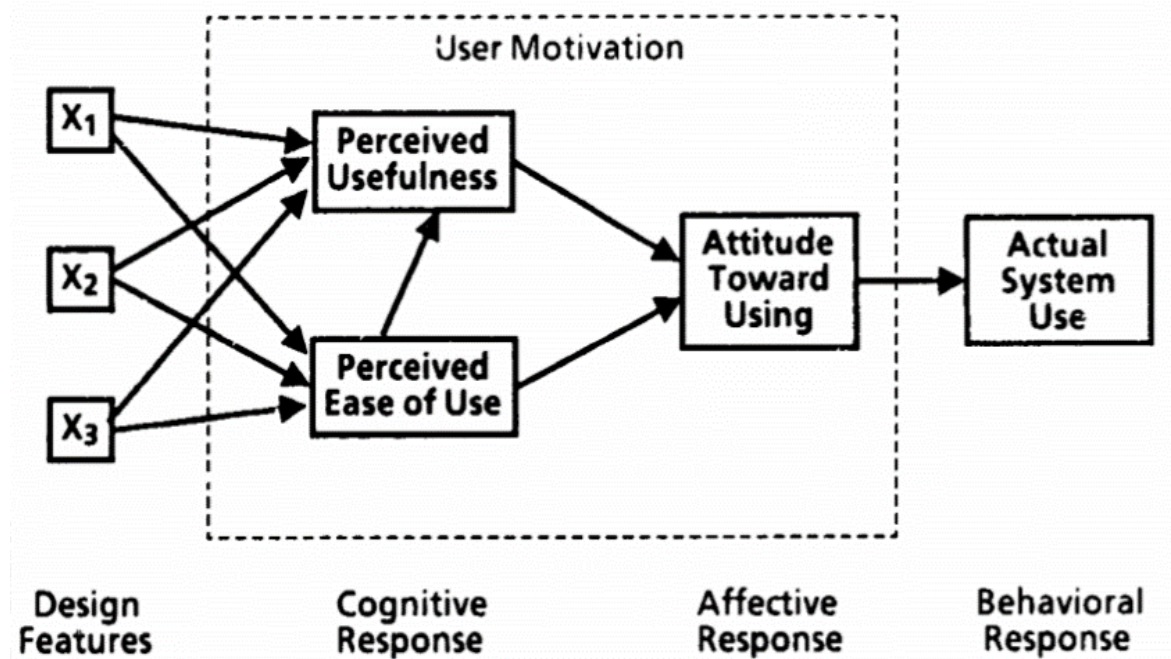 User Motivation
X₁
X₂
X₃
Perceived
Usefulness
Perceived
Ease of Use
Attitude
Toward
Using
Actual
System
Use
Design
Features
Cognitive
Response
Affective
Response
Behavioral
Response